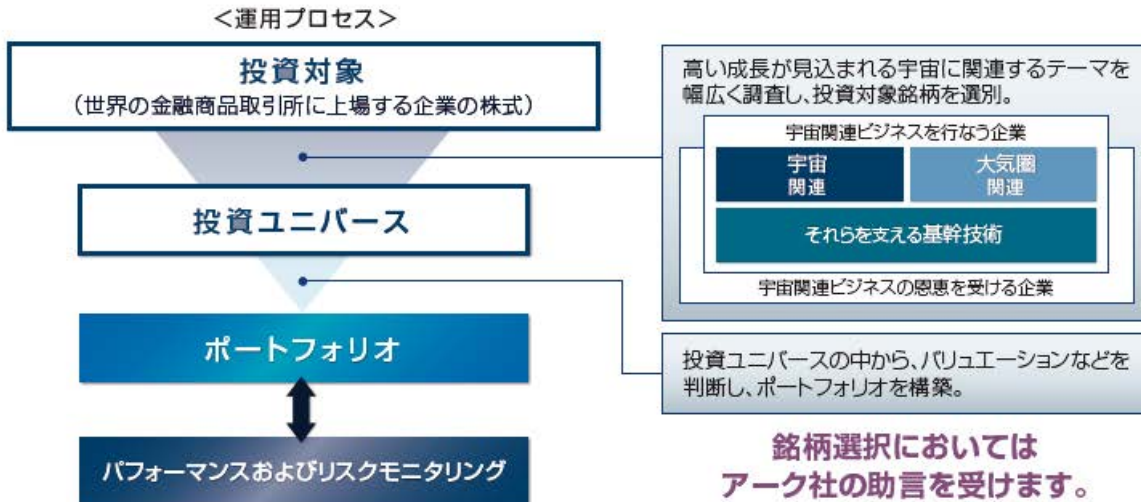 ＜運用プロセス＞
投資対象
（世界の金融商品取引所に上場する企業の株式）
投資ユニバース
ポートフォリオ
パフォーマンスおよびリスクモニタリング
高い成長が見込まれる宇宙に関連するテーマを
幅広く調査し、投資対象銘柄を選別。
宇宙関連ビジネスを行なう企業
宇宙
関連
大気圏
関連
それらを支える基幹技術
宇宙関連ビジネスの恩恵を受ける企業
投資ユニバースの中から、バリュエーションなどを
判断し、ポートフォリオを構築。
銘柄選択においては
アーク社の助言を受けます。